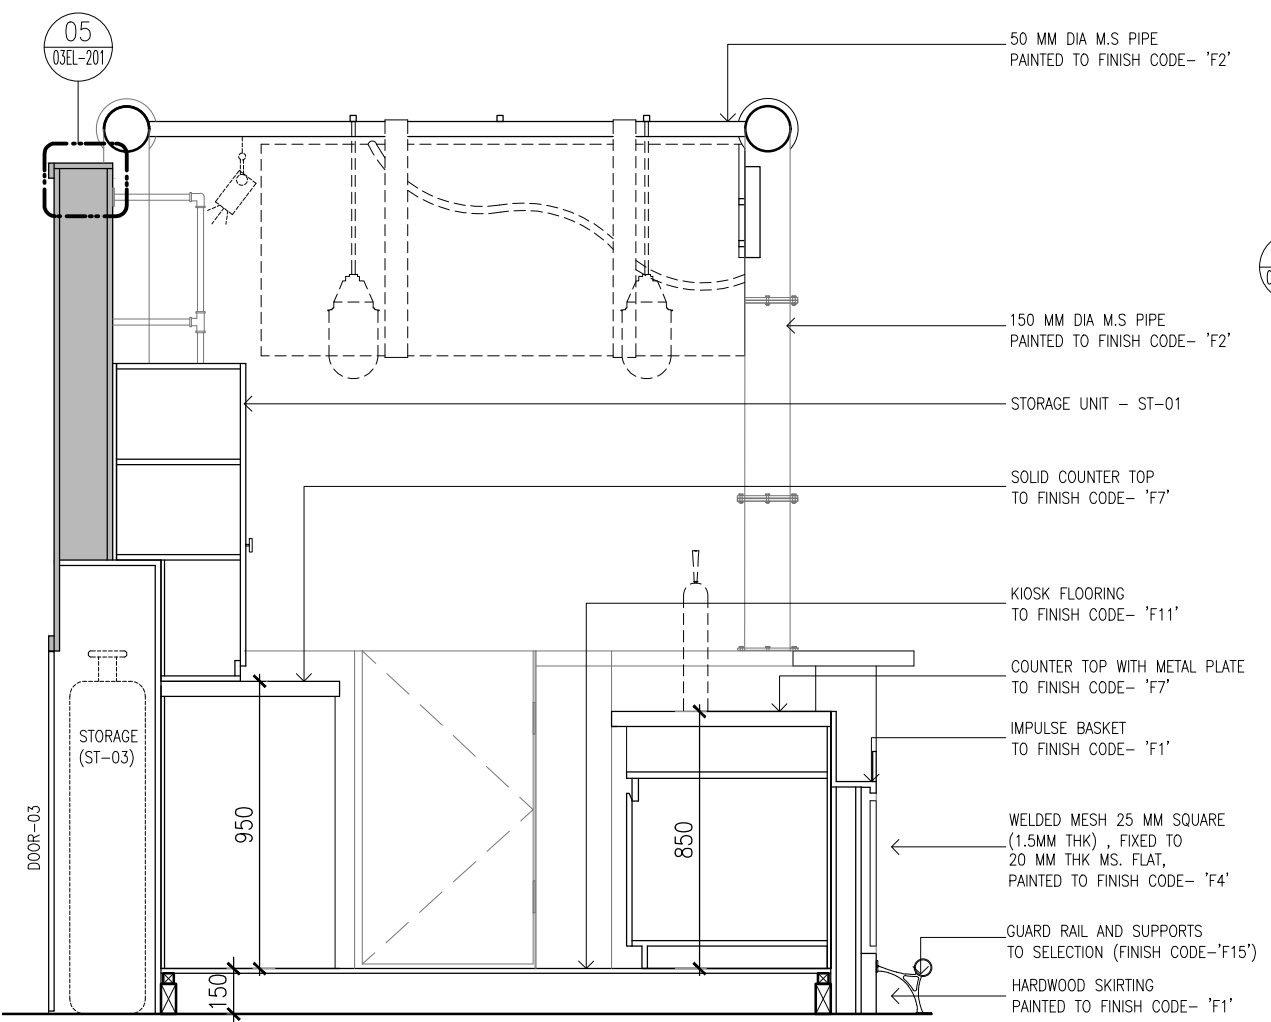 05
03EL-201
50 MM DIA M.S PIPE
PAINTED TO FINISH CODE- 'F2'
150 MM DIA M.S PIPE
PAINTED TO FINISH CODE- 'F2'
STORAGE UNIT - ST-01
SOLID COUNTER TOP
TO FINISH CODE- 'F7'
KIOSK FLOORING
TO FINISH CODE- 'F11'
COUNTER TOP WITH METAL PLATE
TO FINISH CODE- 'F7'
IMPULSE BASKET
TO FINISH CODE- 'F1'
WELDED MESH 25 MM SQUARE
(1.5MM THK) , FIXED TO
20 MM THK MS. FLAT,
PAINTED TO FINISH CODE- 'F4'
GUARD RAIL AND SUPPORTS
TO SELECTION (FINISH CODE-'F15')
HARDWOOD SKIRTING
PAINTED TO FINISH CODE- 'F1'
STORAGE
(ST-03)
DOOR-03
950
850
150